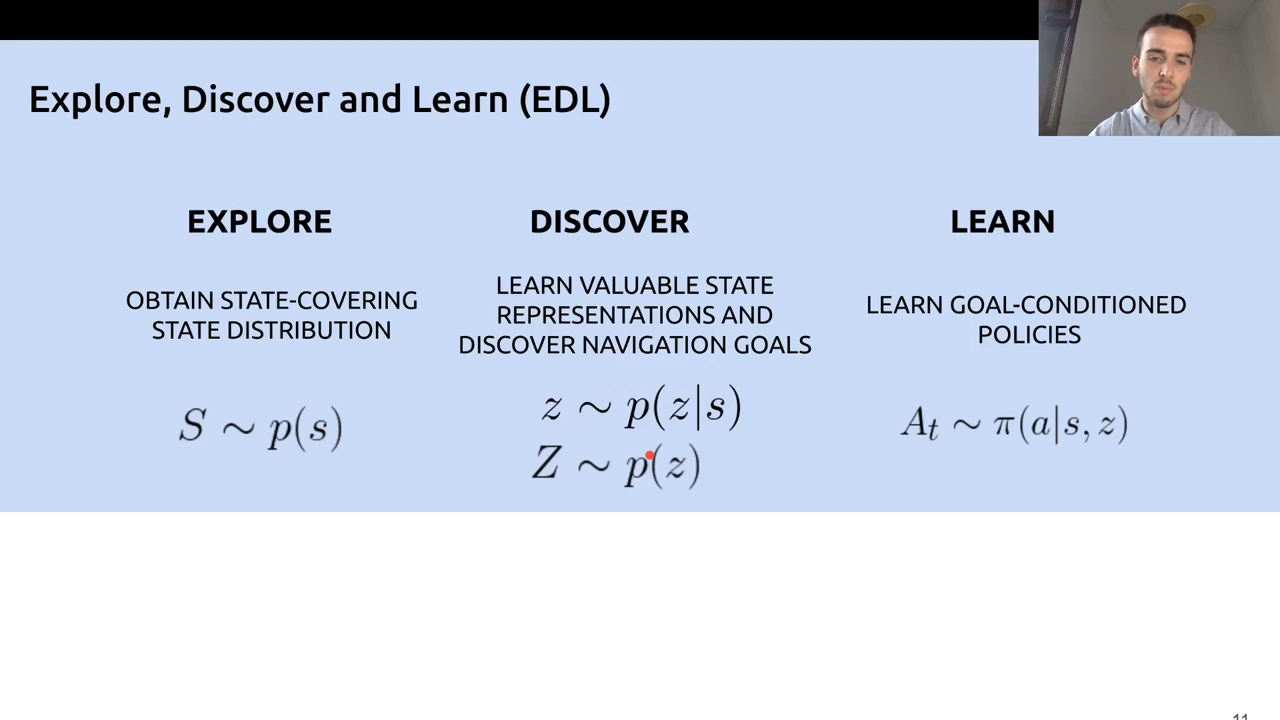 Explore, Discover and Learn (EDL)
EXPLORE
OBTAIN STATE-COVERING
STATE DISTRIBUTION
S ∼ p(s)
DISCOVER
LEARN VALUABLE STATE
REPRESENTATIONS AND
DISCOVER NAVIGATION GOALS
z ∼ p(z|s)
Z ∼ p(z)
LEARN
LEARN GOAL-CONDITIONED
POLICIES
A_t ∼ π(a|s, z)
11